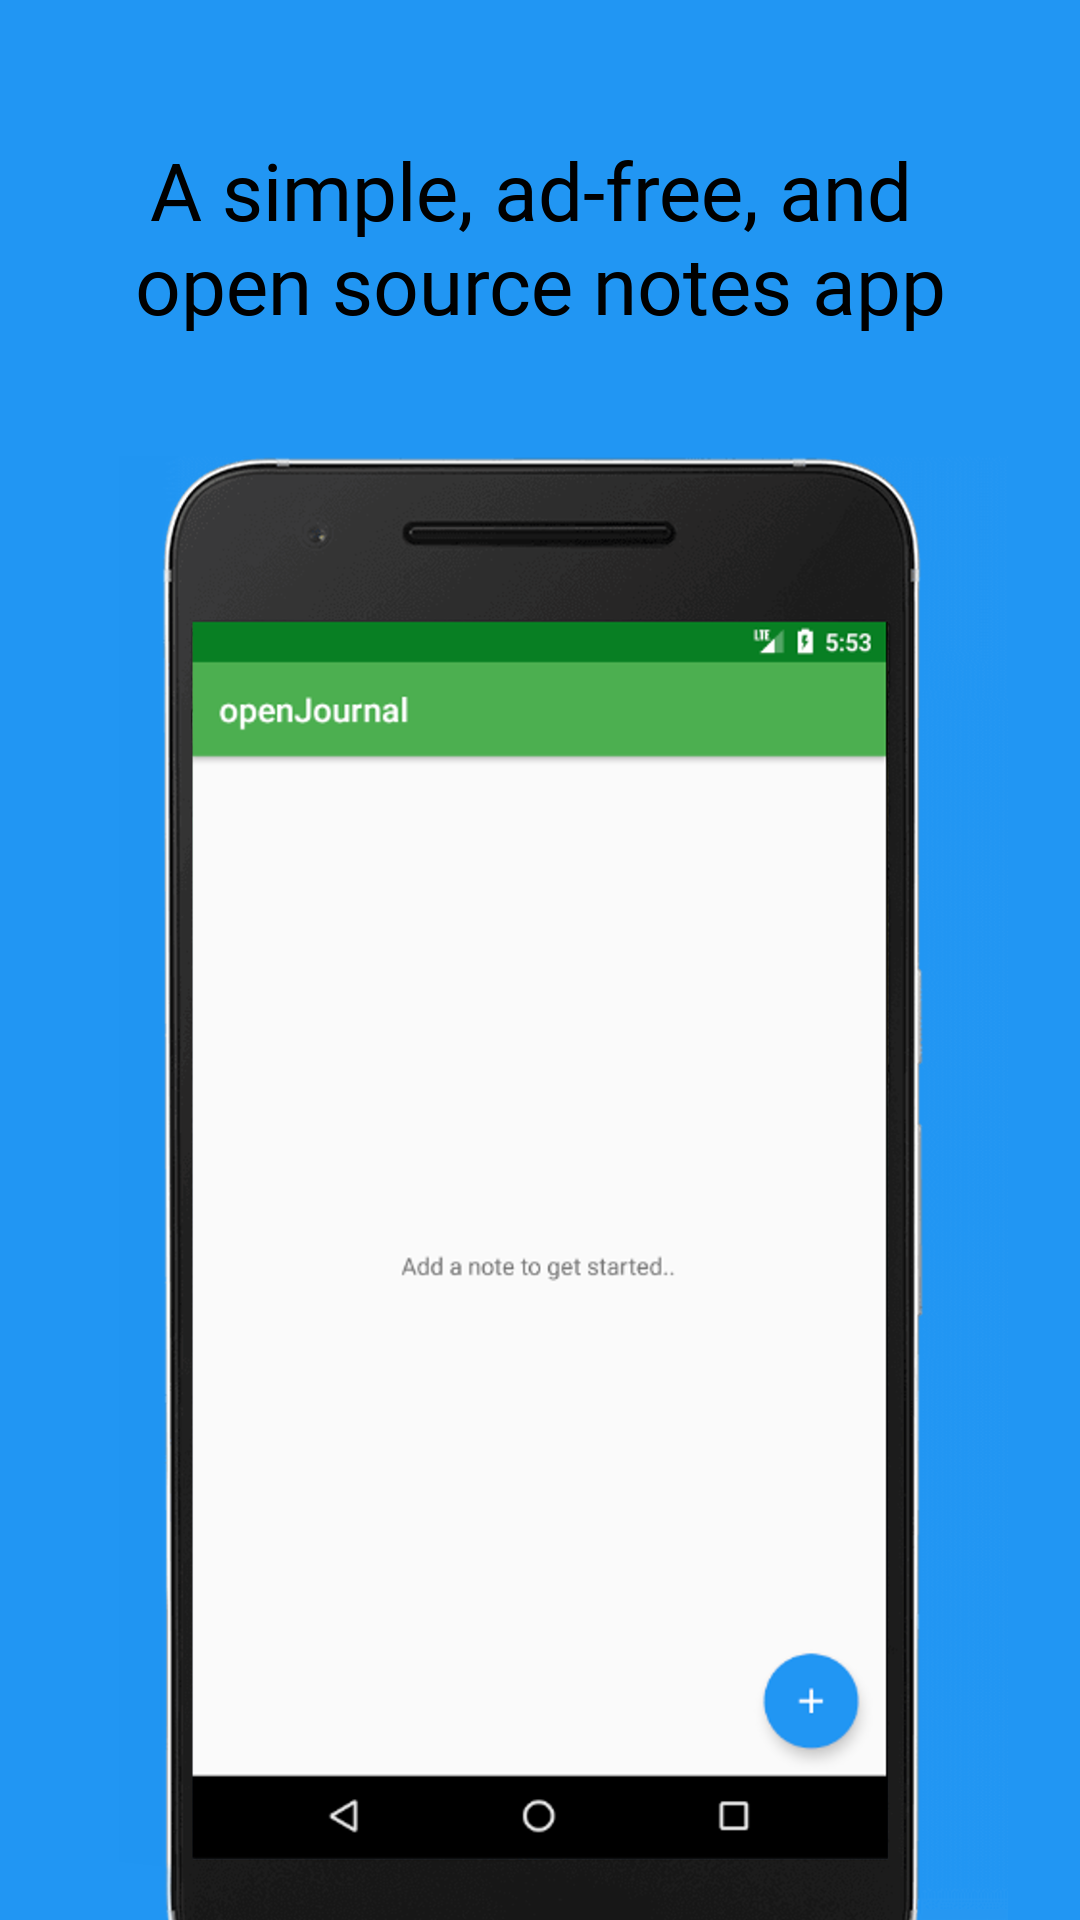 A simple, ad-free, and
open source notes app
LTE 5:53
openJournal
Add a note to get started..